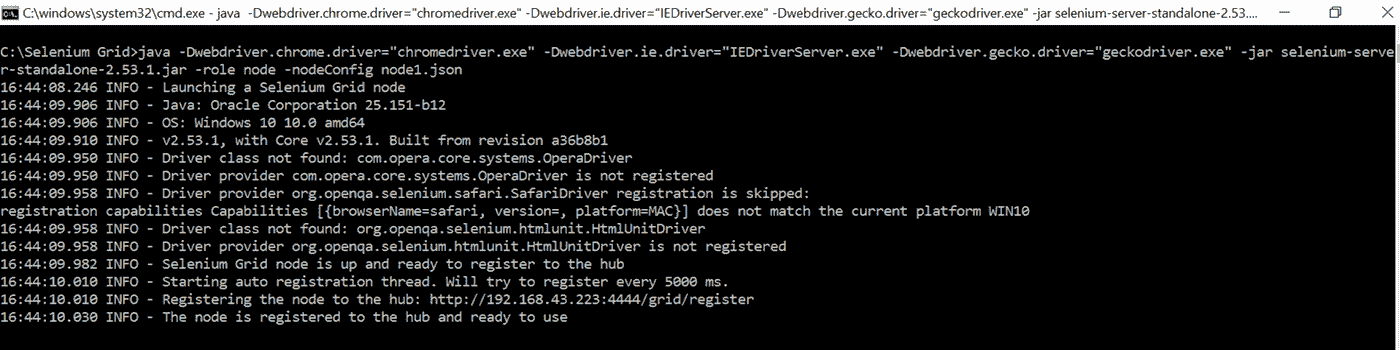 C:\windows\system32\cmd.exe - java  -Dwebdriver.chrome.driver="chromedriver.exe" -Dwebdriver.ie.driver="IEDriverServer.exe" -Dwebdriver.gecko.driver="geckodriver.exe" -jar selenium-server-standalone-2.53....
C:\Selenium Grid>java -Dwebdriver.chrome.driver="chromedriver.exe" -Dwebdriver.ie.driver="IEDriverServer.exe" -Dwebdriver.gecko.driver="geckodriver.exe" -jar selenium-serve
r-standalone-2.53.1.jar -role node -nodeConfig node1.json
16:44:08.246 INFO - Launching a Selenium Grid node
16:44:09.906 INFO - Java: Oracle Corporation 25.151-b12
16:44:09.906 INFO - OS: Windows 10 10.0 amd64
16:44:09.910 INFO - v2.53.1, with Core v2.53.1. Built from revision a36b8b1
16:44:09.950 INFO - Driver class not found: com.opera.core.systems.OperaDriver
16:44:09.950 INFO - Driver provider com.opera.core.systems.OperaDriver is not registered
16:44:09.958 INFO - Driver provider org.openqa.selenium.safari.SafariDriver registration is skipped:
registration capabilities Capabilities [{browserName=safari, version=, platform=MAC}] does not match the current platform WIN10
16:44:09.958 INFO - Driver class not found: org.openqa.selenium.htmlunit.HtmlUnitDriver
16:44:09.958 INFO - Driver provider org.openqa.selenium.htmlunit.HtmlUnitDriver is not registered
16:44:09.982 INFO - Selenium Grid node is up and ready to register to the hub
16:44:10.010 INFO - Starting auto registration thread. Will try to register every 5000 ms.
16:44:10.010 INFO - Registering the node to the hub: http://192.168.43.223:4444/grid/register
16:44:10.030 INFO - The node is registered to the hub and ready to use